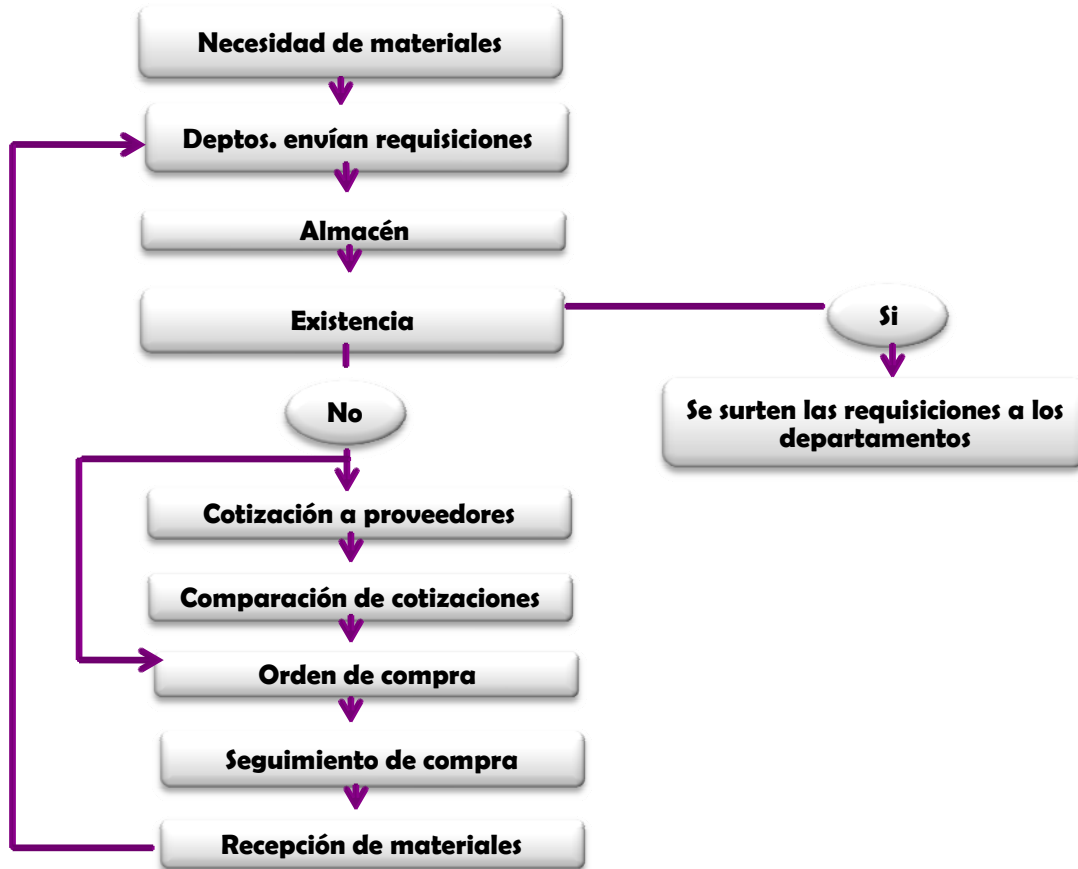 Necesidad de materiales
Deptos. envían requisiciones
Almacén
Existencia
Si
No
Se surten las requisiciones a los
departamentos
Cotización a proveedores
Comparación de cotizaciones
Orden de compra
Seguimiento de compra
Recepción de materiales